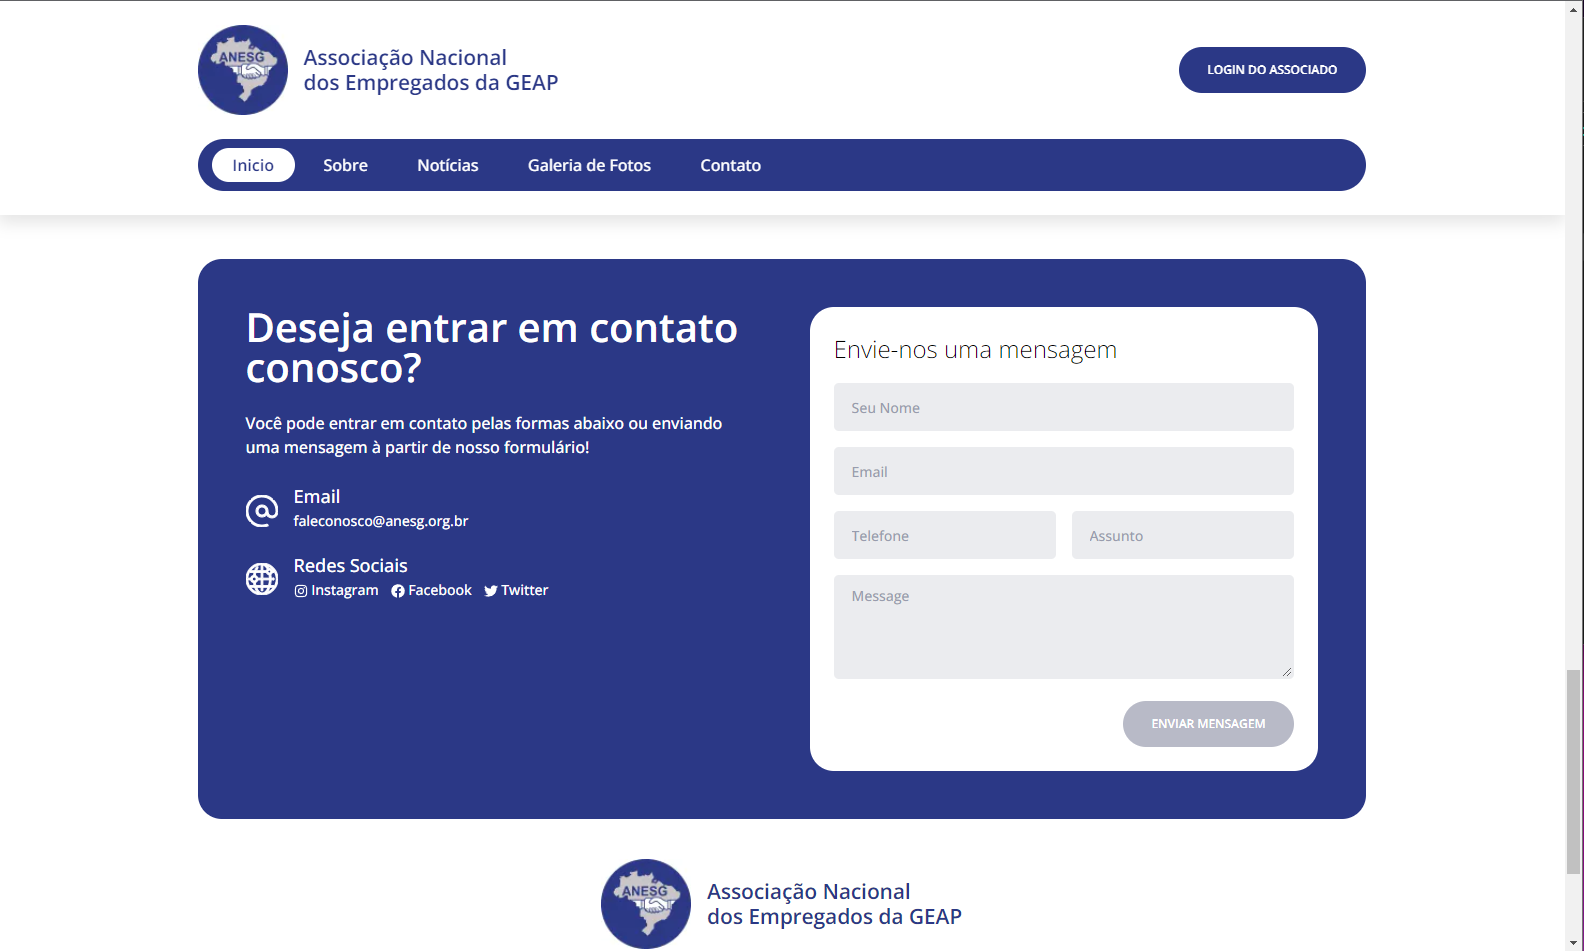 ANESG
Associação Nacional
dos Empregados da GEAP
LOGIN DO ASSOCIADO
Inicio Sobre Notícias Galeria de Fotos Contato
Deseja entrar em contato
conosco?
Você pode entrar em contato pelas formas abaixo ou enviando
uma mensagem à partir de nosso formulário!
Email
faleconosco@anesg.org.br
Redes Sociais
Instagram Facebook Twitter
Envie-nos uma mensagem
Seu Nome
Email
Telefone Assunto
Message
ENVIAR MENSAGEM
ANESG
Associação Nacional
dos Empregados da GEAP